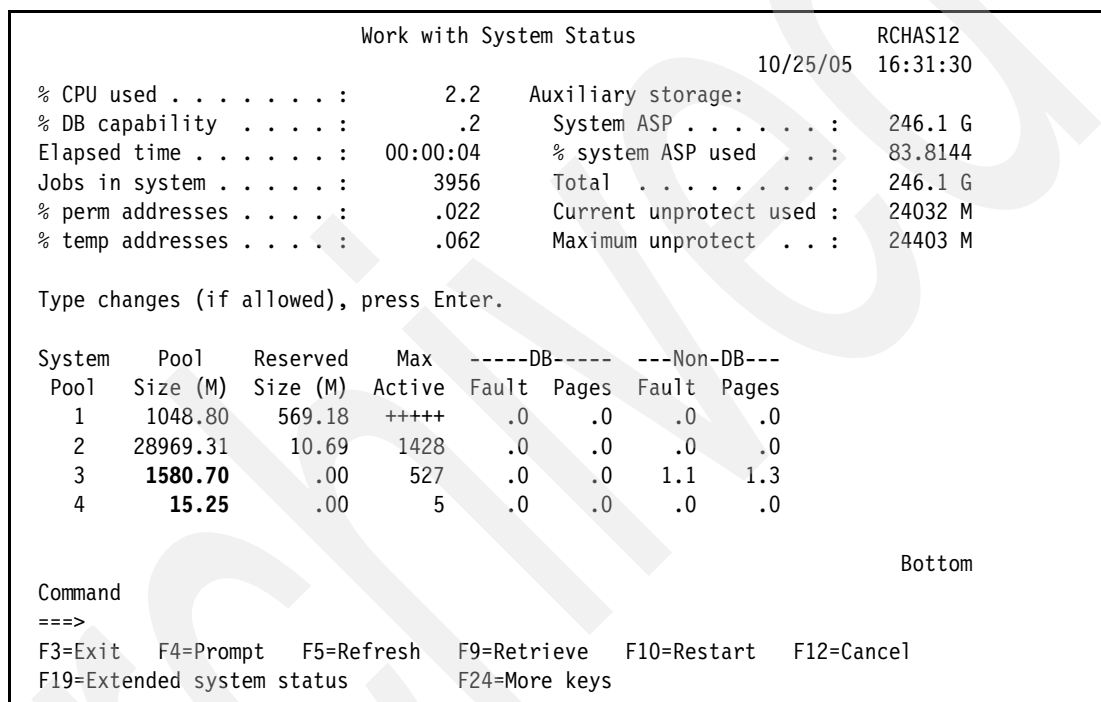 Work with System Status RCHAS12
10/25/05 16:31:30
% CPU used . . . . . . . : 2.2 Auxiliary storage:
% DB capability . . . . : .2 System ASP . . . . . . : 246.1 G
Elapsed time . . . . . . : 00:00:04 % system ASP used . . : 83.8144
Jobs in system . . . . . : 3956 Total . . . . . . . . : 246.1 G
% perm addresses . . . . : .022 Current unprotect used : 24032 M
% temp addresses . . . . : .062 Maximum unprotect . . : 24403 M
Type changes (if allowed), press Enter.
System Pool Reserved Max -----DB----- ---Non-DB---
Pool Size (M) Size (M) Active Fault Pages Fault Pages
1 1048.80 569.18 +++++ .0 .0 .0 .0
2 28969.31 10.69 1428 .0 .0 .0 .0
3 1580.70 .00 527 .0 .0 1.1 1.3
4 15.25 .00 5 .0 .0 .0 .0
Bottom
Command
===>
F3=Exit F4=Prompt F5=Refresh F9=Retrieve F10=Restart F12=Cancel
F19=Extended system status F24=More keys